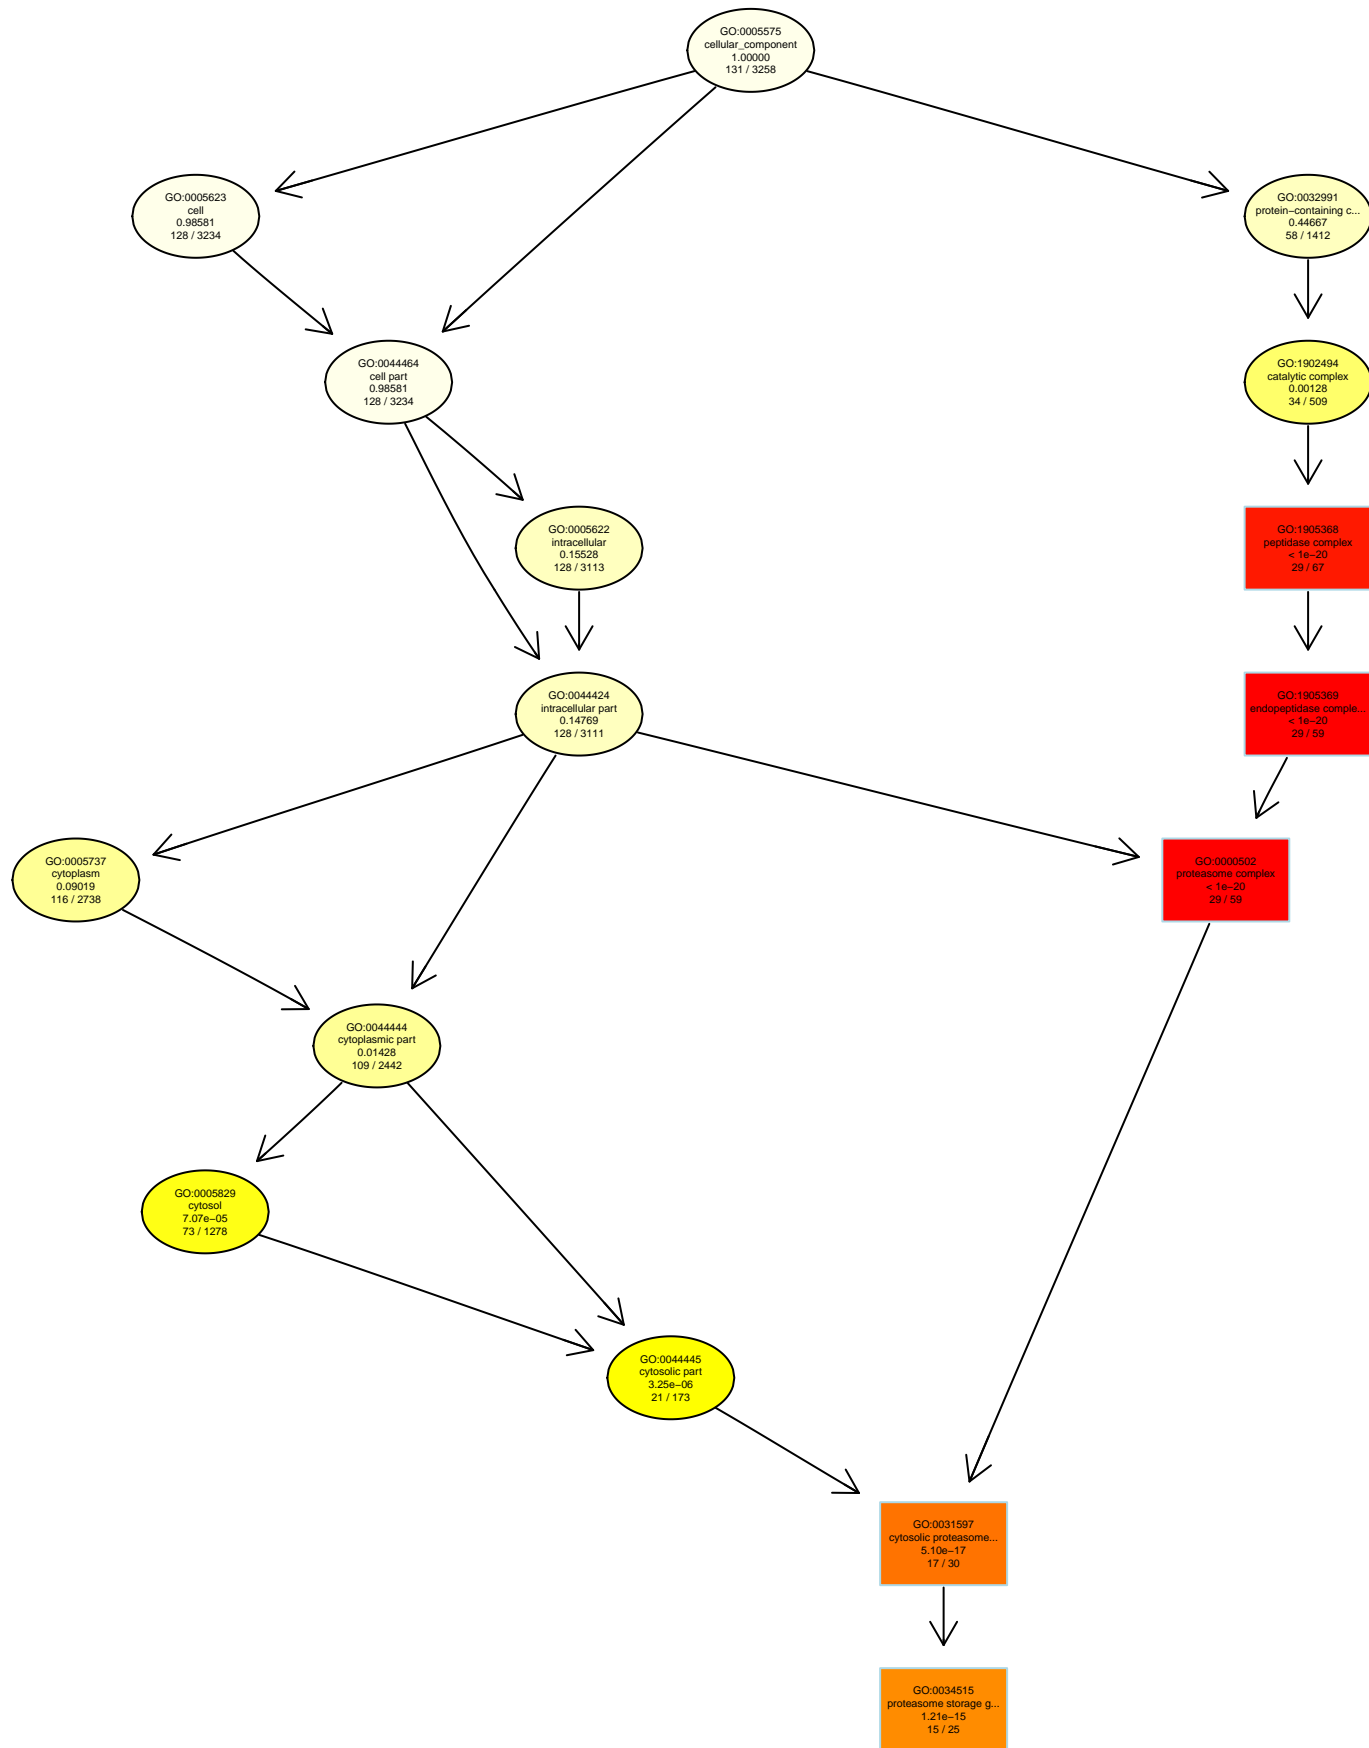 GO:0005575
cellular_component
1.00000
131 / 3258
GO:0005623
cell
0.98581
128 / 3234
GO:0032991
protein−containing c...
0.44667
58 / 1412
GO:0044464
cell part
0.98581
128 / 3234
GO:1902494
catalytic complex
0.00128
34 / 509
GO:0005622
intracellular
0.15528
128 / 3113
GO:1905368
peptidase complex
< 1e−20
29 / 67
GO:0044424
intracellular part
0.14769
128 / 3111
GO:1905369
endopeptidase comple...
< 1e−20
29 / 59
GO:0005737
cytoplasm
0.09019
116 / 2738
GO:0000502
proteasome complex
< 1e−20
29 / 59
GO:0044444
cytoplasmic part
0.01428
109 / 2442
GO:0005829
cytosol
7.07e−05
73 / 1278
GO:0044445
cytosolic part
3.25e−06
21 / 173
GO:0031597
cytosolic proteasome...
5.10e−17
17 / 30
GO:0034515
proteasome storage g...
1.21e−15
15 / 25